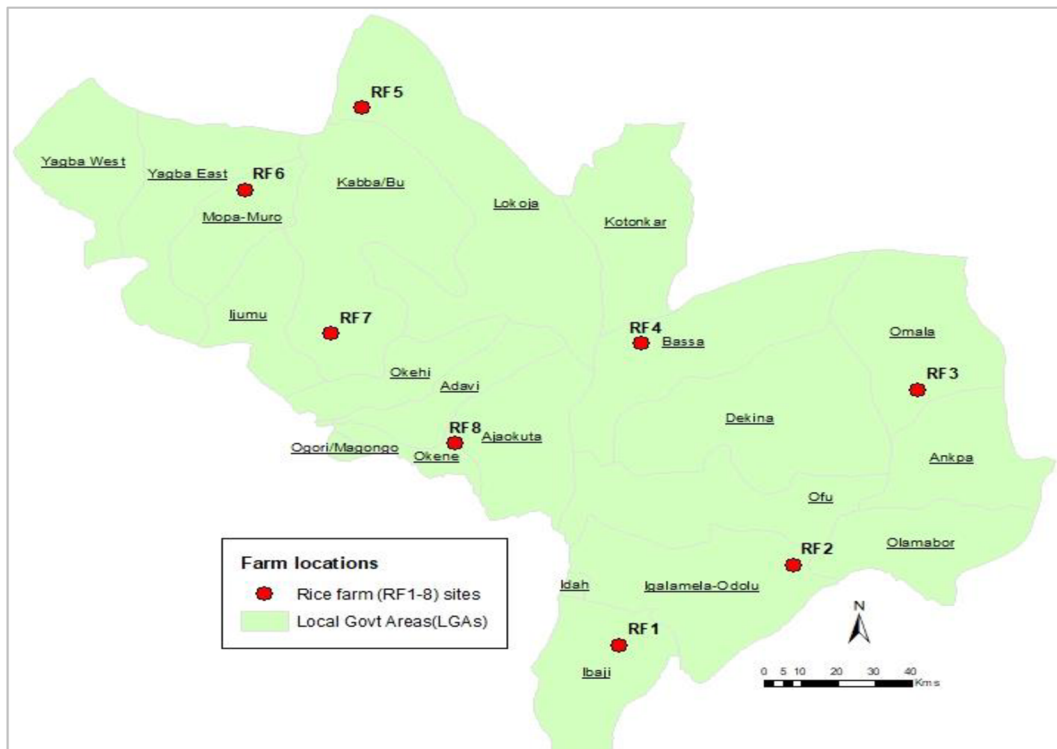 RF5
Yagba West
Yagba East
RF6
Kabba/Bu
Lokoja
Mopa-Muro
Kotonkar
Ijumu
RF7
RF4
Bassa
Omala
Okehi
Adavi
RF3
Dekina
RF8
Ajaokuta
Ogori/Magongo
Okene
Ankpa
Ofu
Olamabor
RF2
Idah
Igalamela-Odolu
RF1
Ibaji
Farm locations
Rice farm (RF1-8) sites
Local Govt Areas(LGAs)
N
0 5 10 20 30 40
Kms